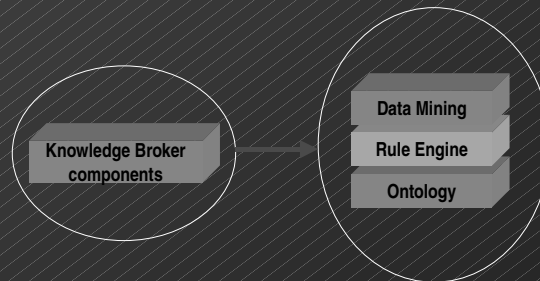 Knowledge Broker
components
Data Mining
Rule Engine
Ontology